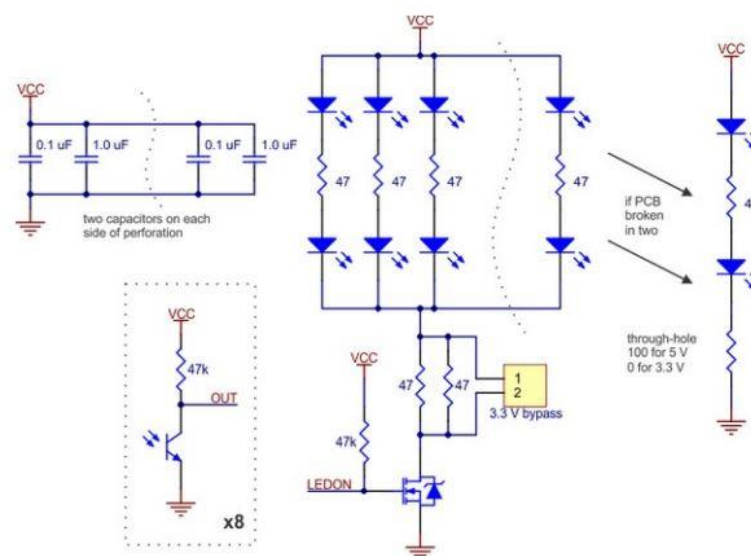 VCC
VCC
VCC
0.1 uF
1.0 uF
0.1 uF
1.0 uF
two capacitors on each
side of perforation
47
47
47
47
if PCB
broken
in two
through-hole
100 for 5 V
0 for 3.3 V
VCC
47k
OUT
x8
VCC
47k
LEDON
47
47
1
2
3.3 V bypass